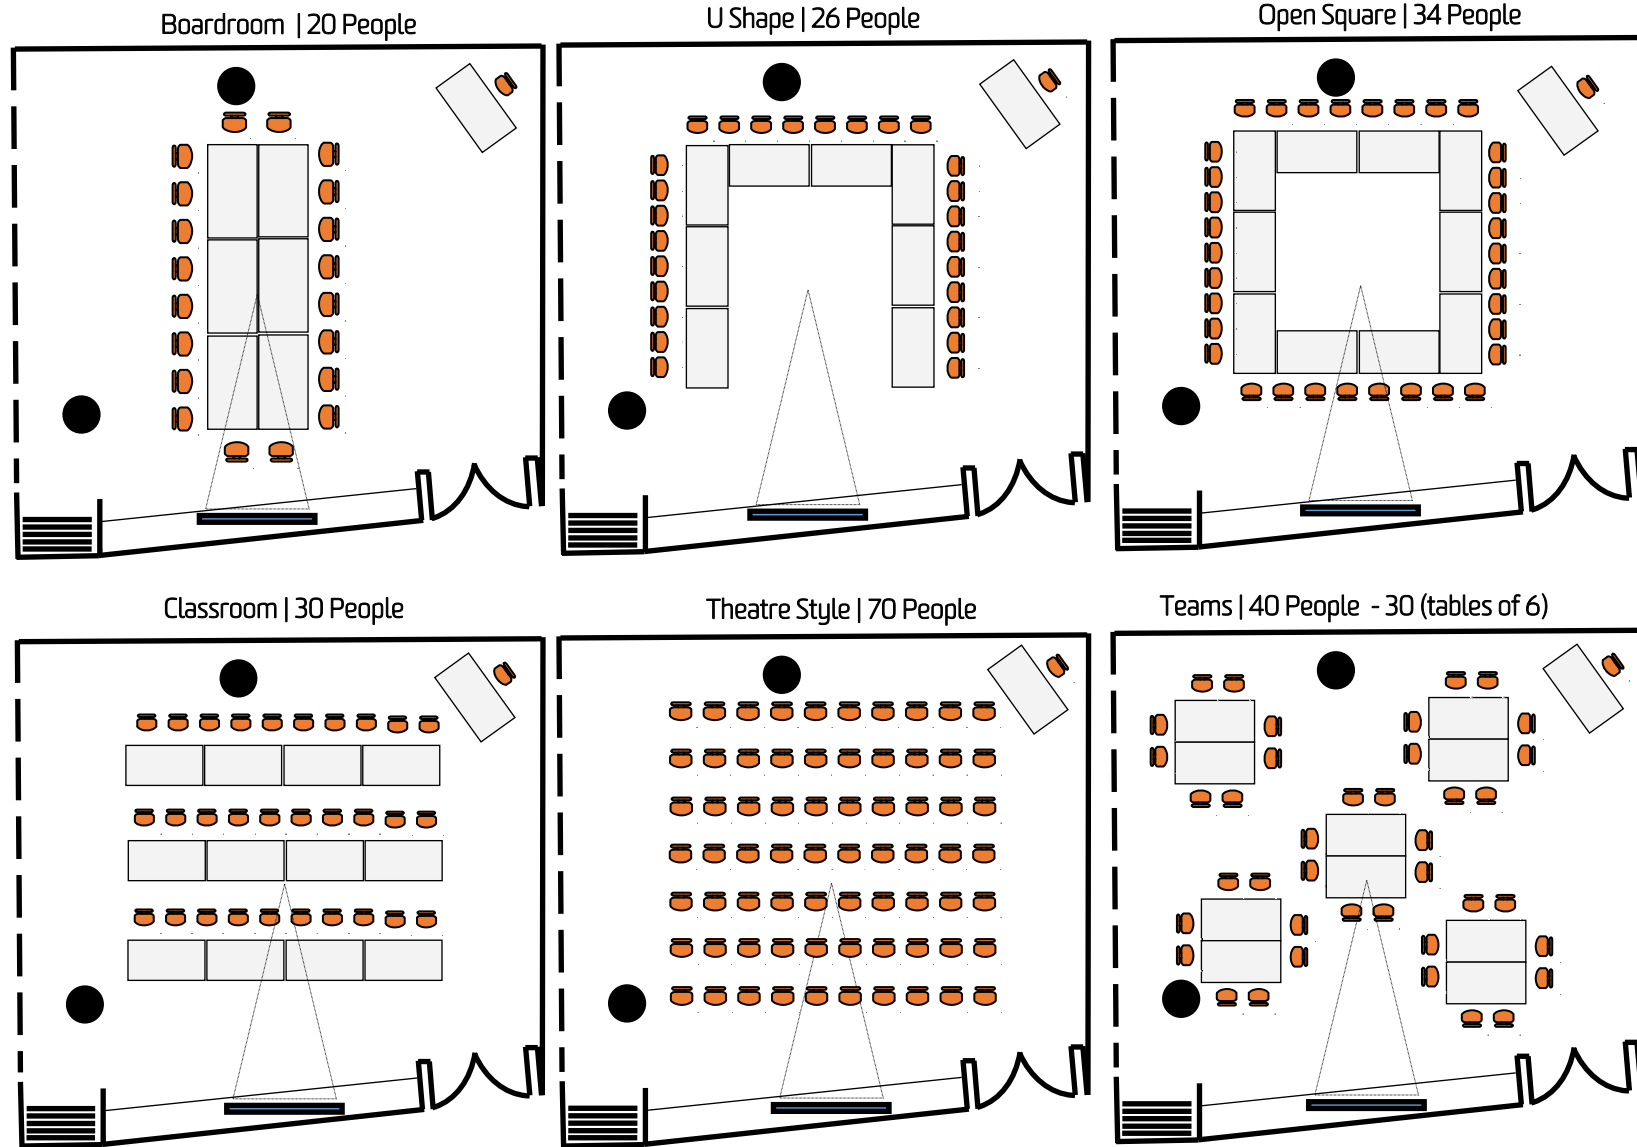 Boardroom | 20 People
U Shape | 26 People
Open Square | 34 People
Classroom | 30 People
Theatre Style | 70 People
Teams | 40 People - 30 (tables of 6)